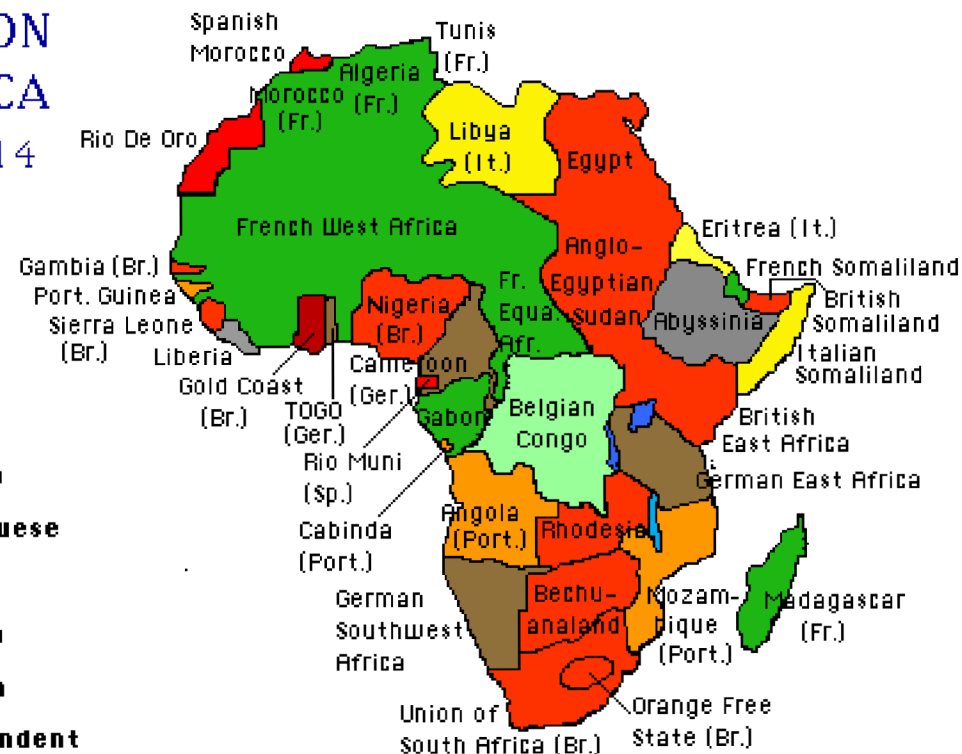 ON
CA
14
Spanish
Morocco
Tunis
(Fr.)
Algeria
(Fr.)
Morocco
(Fr.)
Rio De Oro
Libya
(It.)
Egypt
French West Africa
Anglo-
Egyptian
Sudan
Eritrea (It.)
French Somaliland
British
Somaliland
Italian
Somaliland
Abyssinia
Gambia (Br.)
Port. Guinea
Sierra Leone
(Br.)
Liberia
Gold Coast
(Br.)
TOGO
(Ger.)
Nigeria
(Br.)
Fr.
Equa.
Afr.
Cameroon
(Ger.)
Gabon
Rio Muni
(Sp.)
Cabinda
(Port.)
Belgian
Congo
British
East Africa
German East Africa
Angola
(Port.)
Rhodesia
German
Southwest
Africa
Bechu-
analand
Mozam-
bique
(Port.)
Madagascar
(Fr.)
Union of
South Africa (Br.)
Orange Free
State (Br.)
uese
ndent